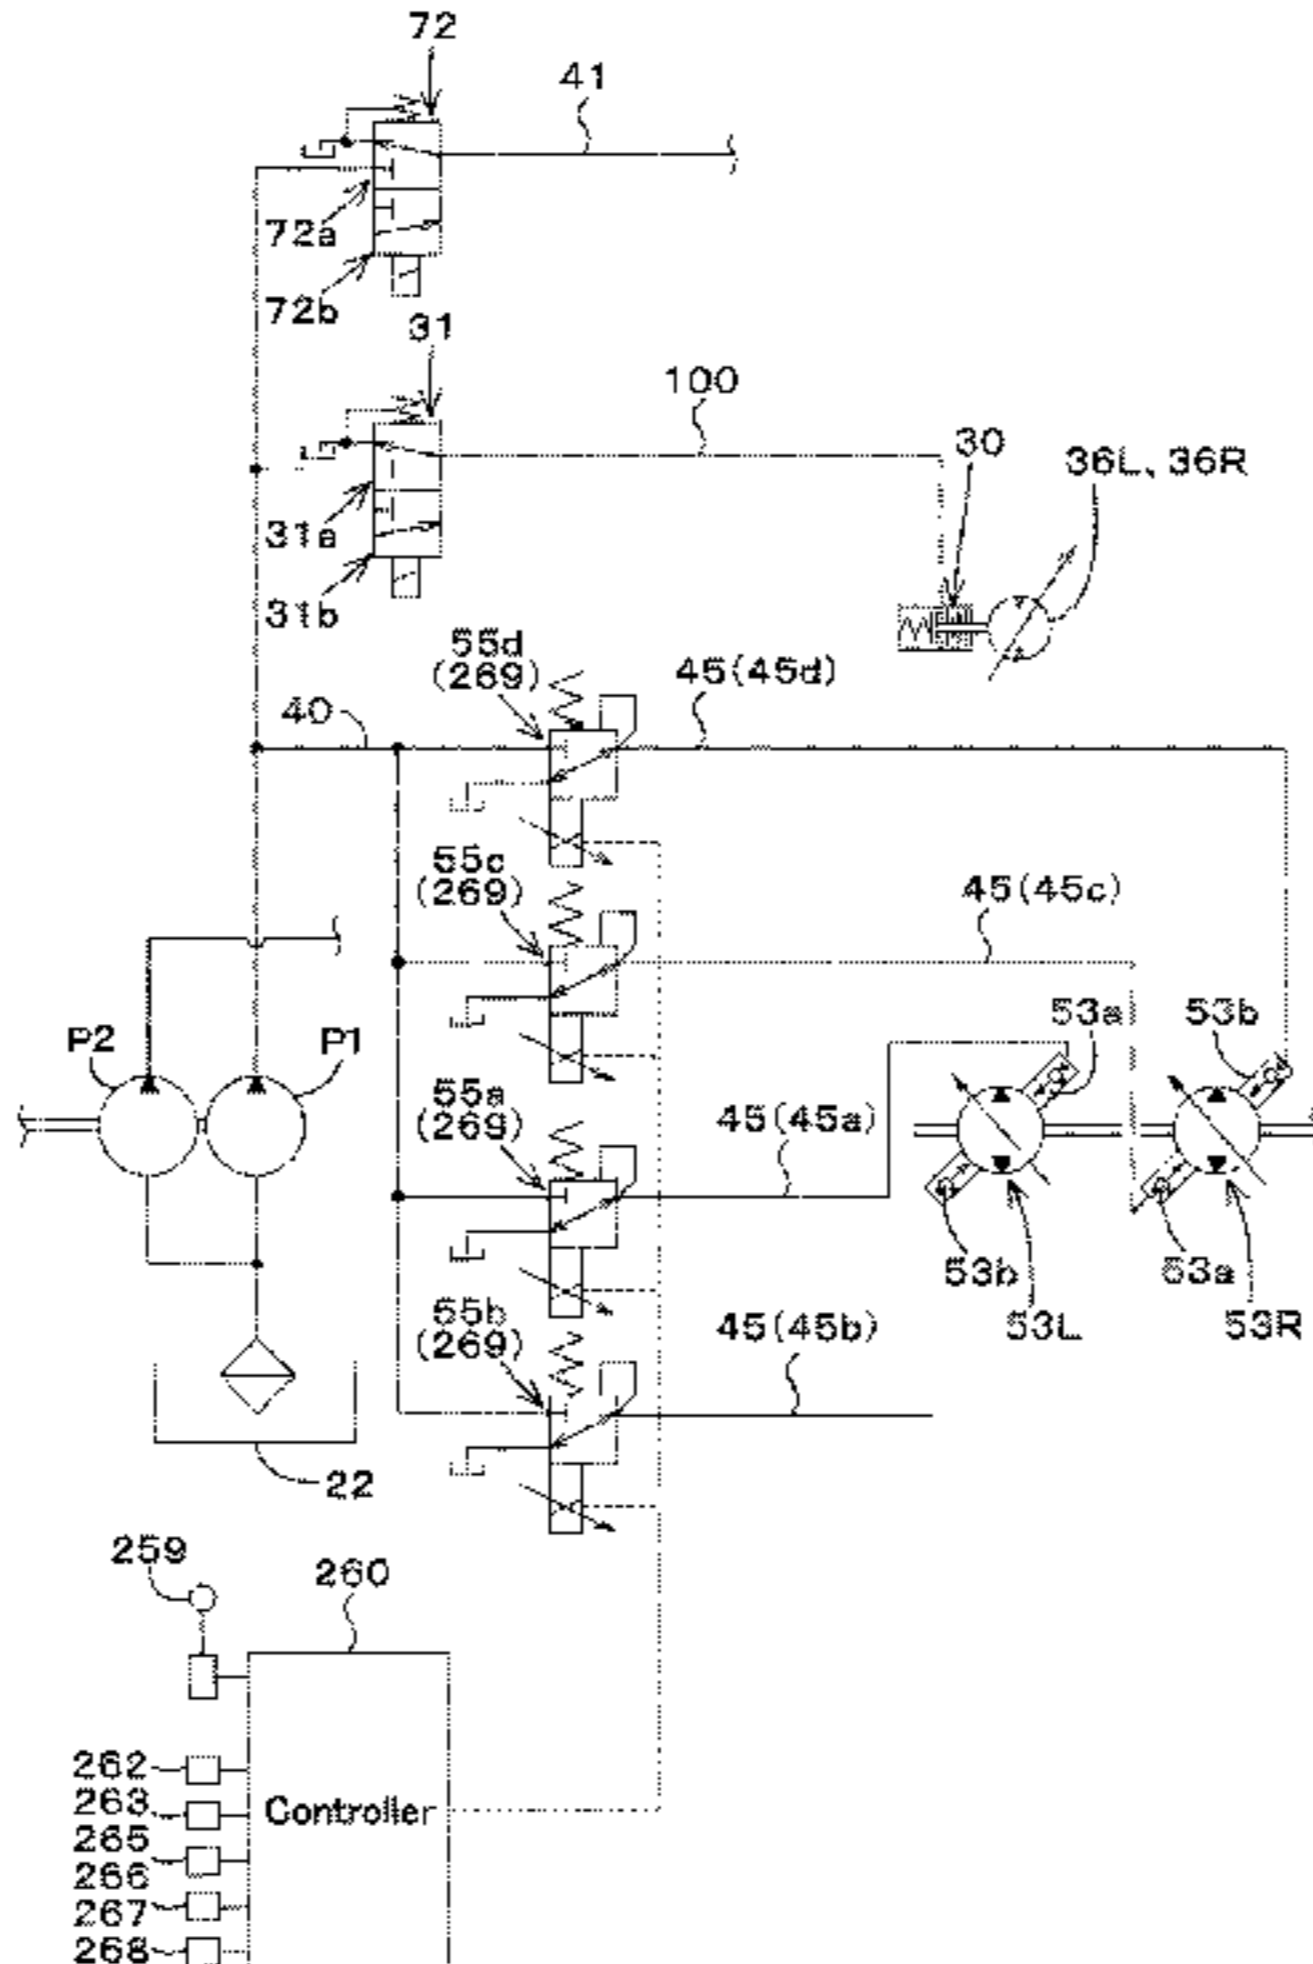 72
41
72a
72b
31
100
30
36L、36R
31a
31b
55d
(269)
45(45d)
40
55c
(269)
45(45c)
53a
53b
P2
P1
55a
(269)
45(45a)
53b
53a
53L
53R
55b
(269)
45(45b)
22
259
260
262
263
265
266
267
268
Controller